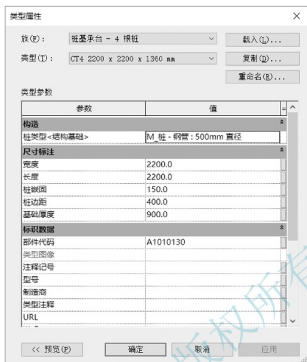 类型属性
族(F): 桩基承台 - 4 根桩 载入(L)...
类型(T): CT4 2200 x 2200 x 1360 mm 复制(D)...
重命名(R)...
类型参数
参数 值 =
构造
桩类型<结构基础> M_桩 - 钢管 : 500mm 直径
尺寸标注
宽度 2200.0
长度 2200.0
桩嵌固 150.0
桩边距 400.0
基础厚度 900.0
标识数据
部件代码 A1010130
类型图像
注释记号
型号
制造商
类型注释
URL
<< 预览(P) 确定 取消 应用
版权所有